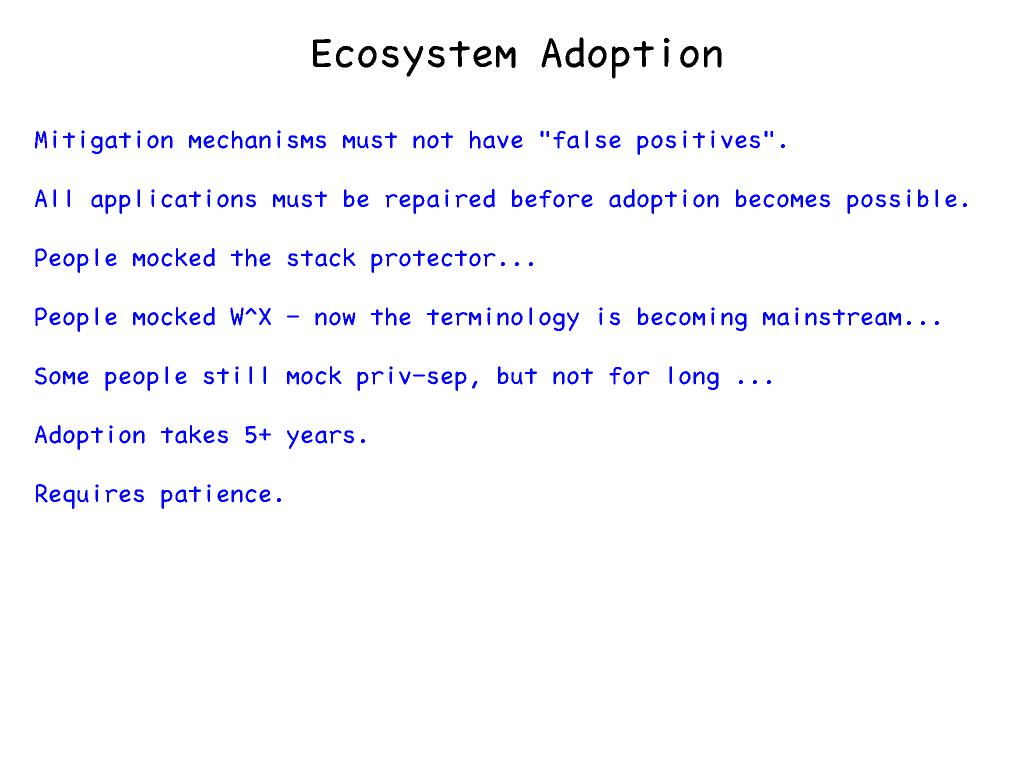 Ecosystem Adoption
Mitigation mechanisms must not have "false positives".
All applications must be repaired before adoption becomes possible.
People mocked the stack protector...
People mocked W^X - now the terminology is becoming mainstream...
Some people still mock priv-sep, but not for long ...
Adoption takes 5+ years.
Requires patience.